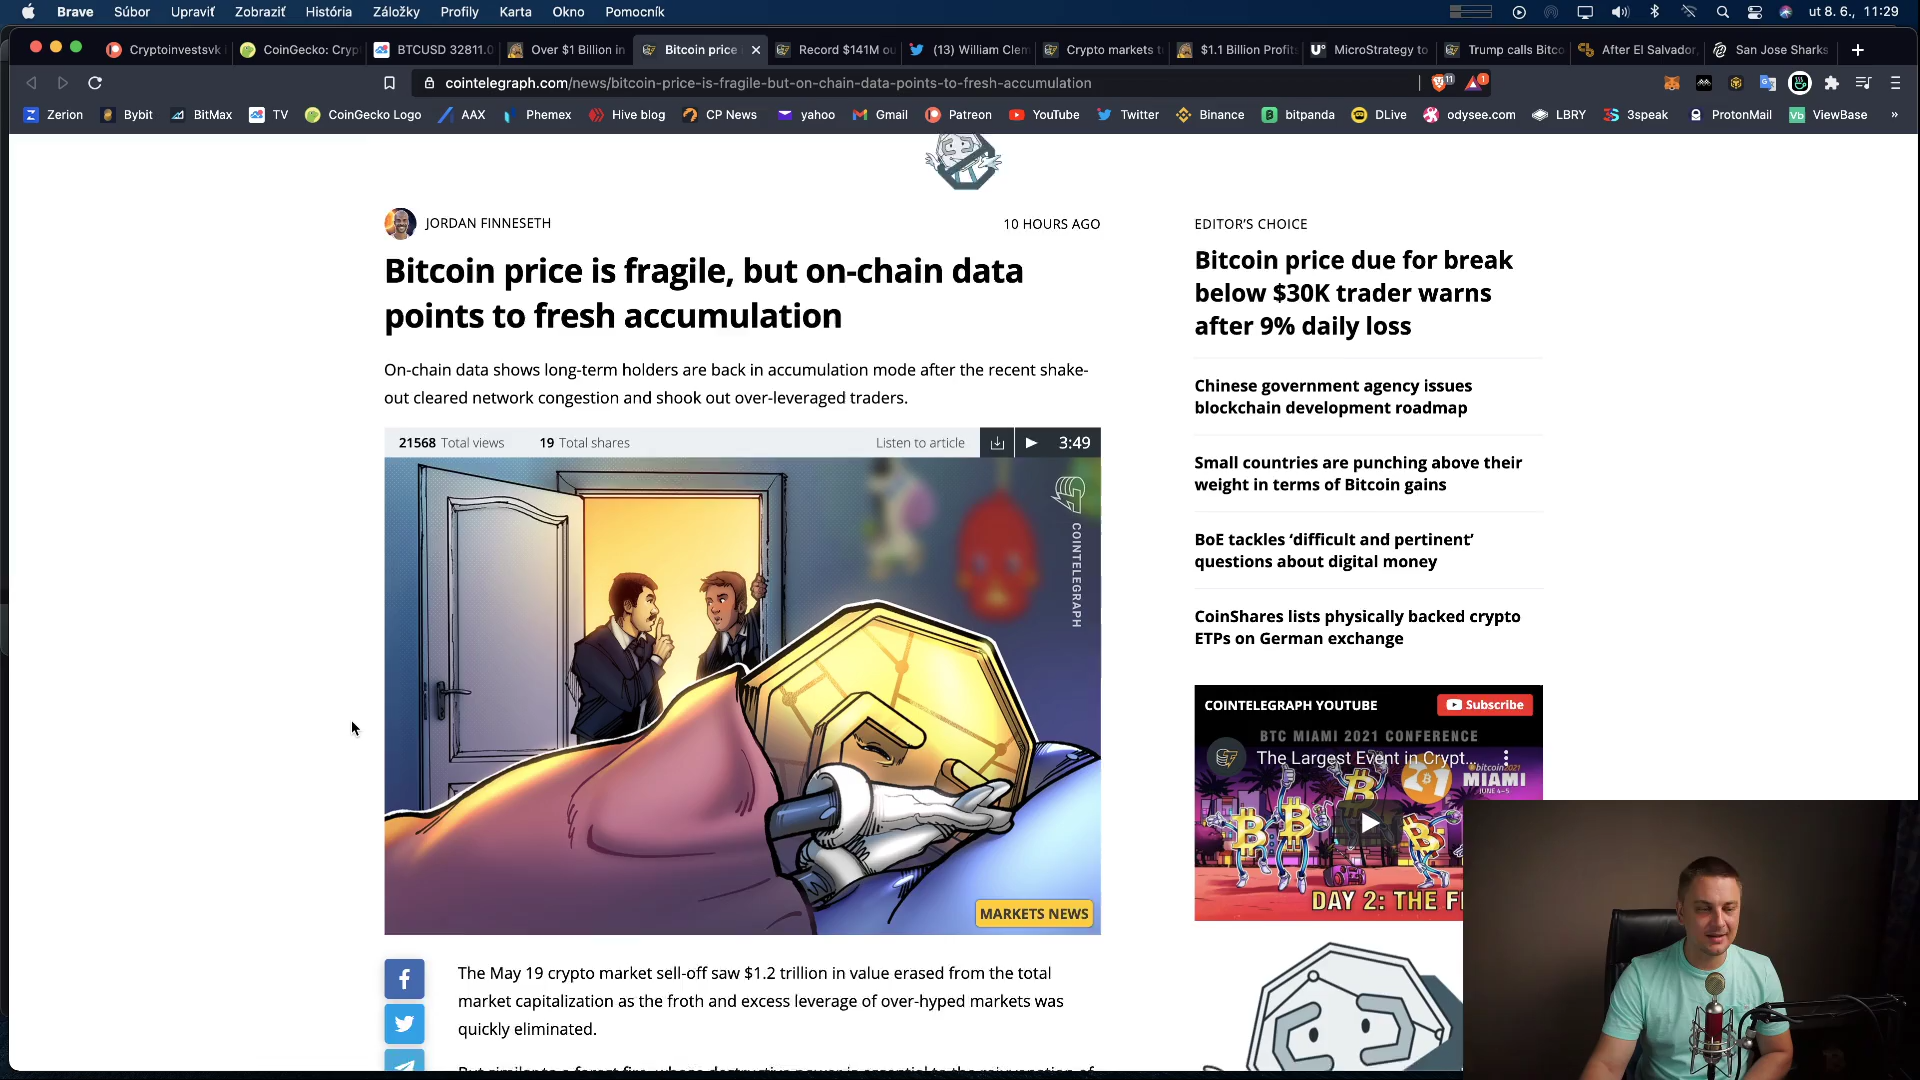 Brave Súbor Upraviť Zobraziť História Záložky Profily Karta Okno Pomocník ut 8. 6., 11:29
Cryptoinvestsvk CoinGecko: Cryp BTCUSD 32811.0 Over $1 Billion in Bitcoin price Record $141M ou (13) William Clem Crypto markets t $1.1 Billion Profits MicroStrategy to Trump calls Bitco After El Salvador, San Jose Sharks
cointelegraph.com/news/bitcoin-price-is-fragile-but-on-chain-data-points-to-fresh-accumulation 11 1
Zerion Bybit BitMax TV CoinGecko Logo AAX Phemex Hive blog CP News yahoo Gmail Patreon YouTube Twitter Binance bitpanda DLive odysee.com LBRY 3speak ProtonMail Vb ViewBase »
JORDAN FINNESETH 10 HOURS AGO
Bitcoin price is fragile, but on-chain data
points to fresh accumulation
On-chain data shows long-term holders are back in accumulation mode after the recent shake-
out cleared network congestion and shook out over-leveraged traders.
21568 Total views 19 Total shares Listen to article 3:49
COINTELEGRAPH
MARKETS NEWS
The May 19 crypto market sell-off saw $1.2 trillion in value erased from the total
market capitalization as the froth and excess leverage of over-hyped markets was
quickly eliminated.
EDITOR'S CHOICE
Bitcoin price due for break
below $30K trader warns
after 9% daily loss
Chinese government agency issues
blockchain development roadmap
Small countries are punching above their
weight in terms of Bitcoin gains
BoE tackles ‘difficult and pertinent’
questions about digital money
CoinShares lists physically backed crypto
ETPs on German exchange
COINTELEGRAPH YOUTUBE Subscribe
BTC MIAMI 2021 CONFERENCE
The Largest Event in Crypt...
bitcoin2021
MIAMI
JUNE 4-5
21
DAY 2: THE F